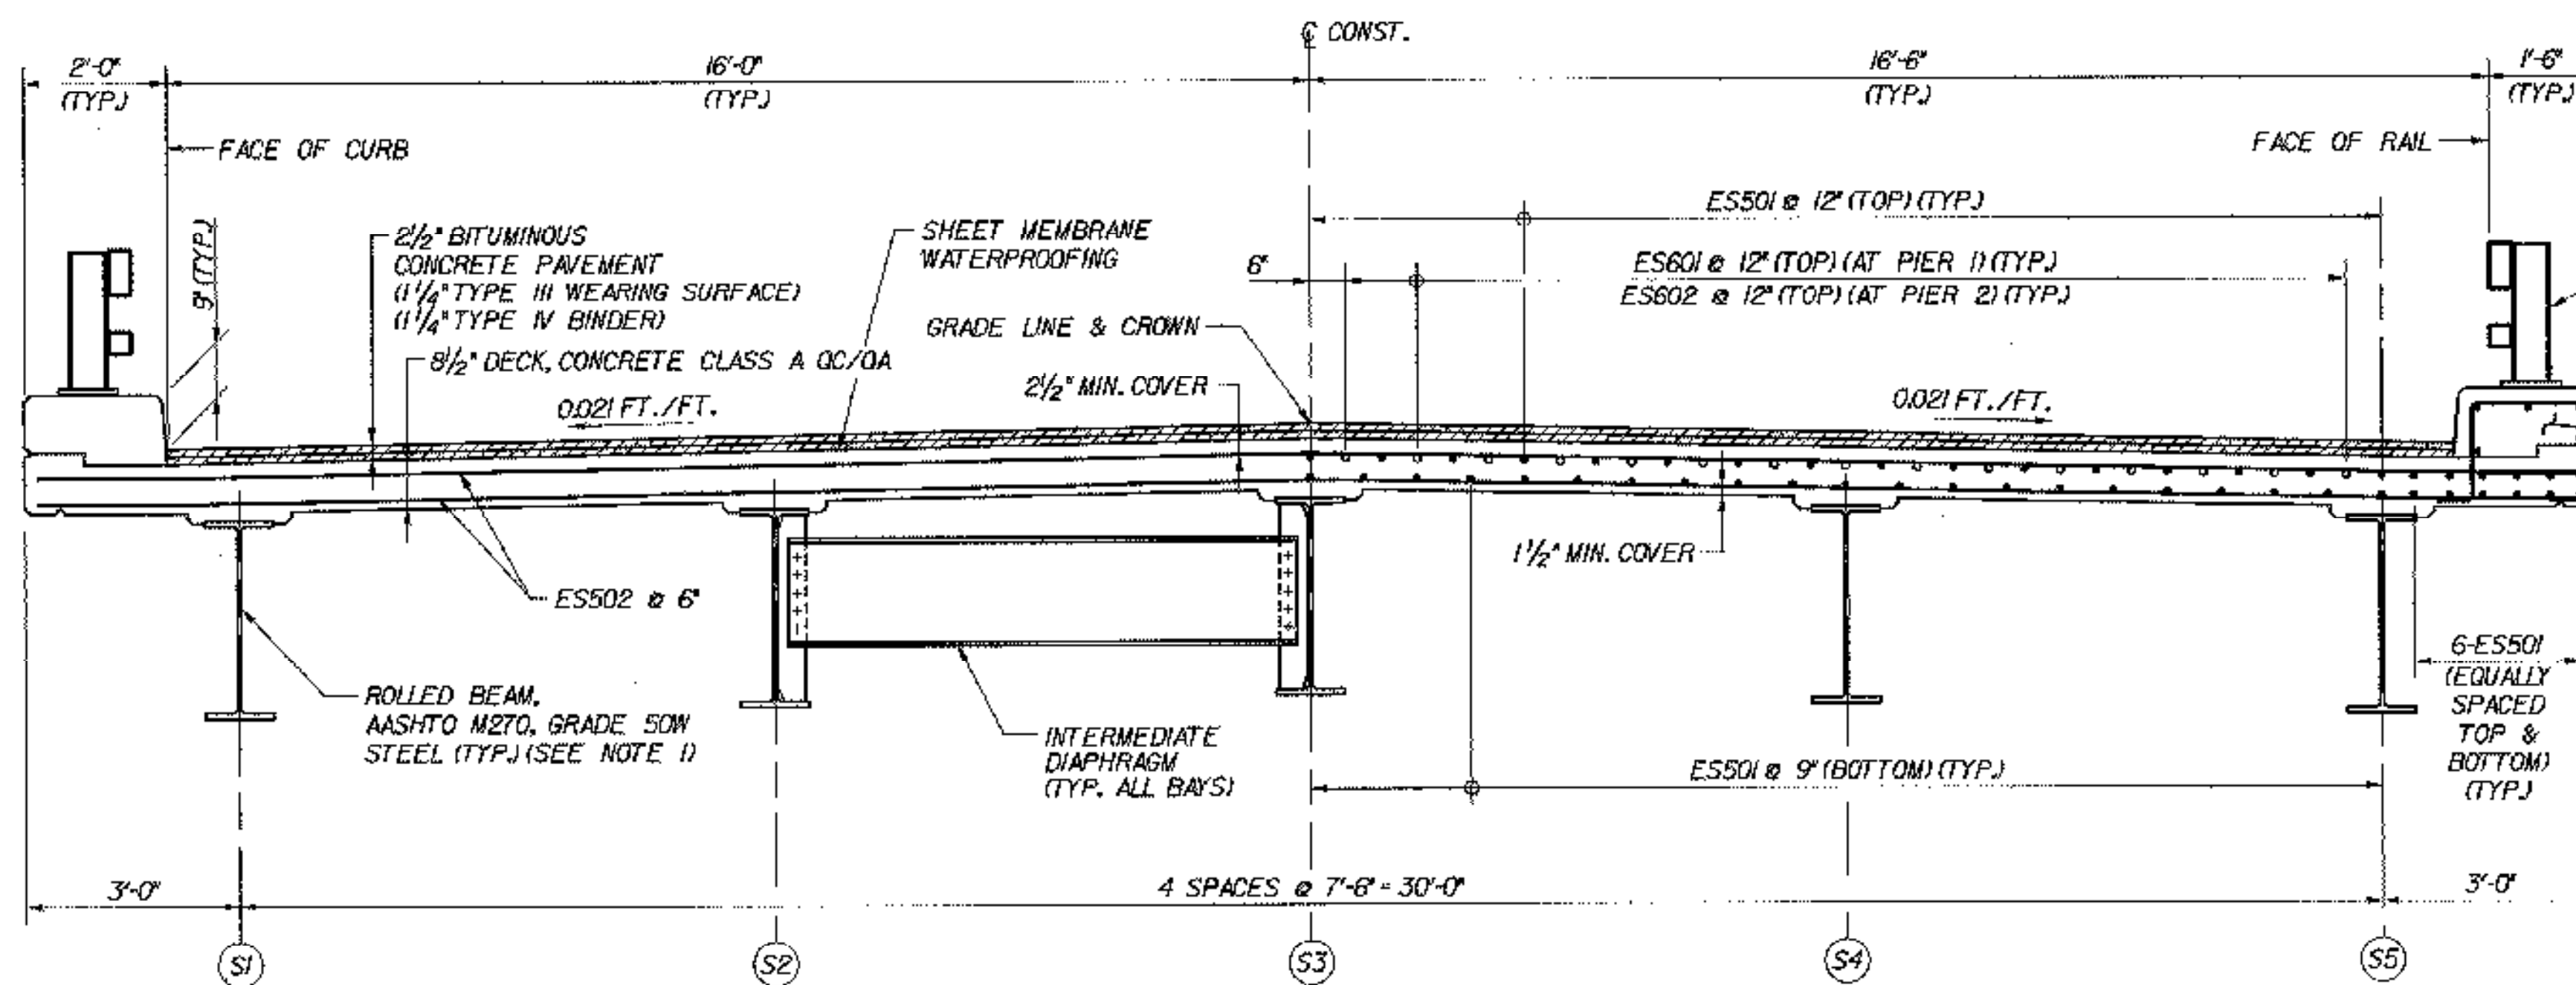 ℄ CONST.
2'-0"
(TYP.)
16'-0"
(TYP.)
16'-6"
(TYP.)
1'-6"
(TYP.)
FACE OF CURB
FACE OF RAIL
9" (TYP.)
2½" BITUMINOUS
CONCRETE PAVEMENT
(1¼" TYPE III WEARING SURFACE)
(1¼" TYPE IV BINDER)
8½" DECK, CONCRETE CLASS A QC/QA
SHEET MEMBRANE
WATERPROOFING
GRADE LINE & CROWN
2½" MIN. COVER
6"
ES501 @ 12" (TOP) (TYP.)
ES601 @ 12" (TOP) (AT PIER 1) (TYP.)
ES602 @ 12" (TOP) (AT PIER 2) (TYP.)
0.021 FT./FT.
0.021 FT./FT.
1½" MIN. COVER
ES502 @ 6"
ROLLED BEAM,
AASHTO M270, GRADE 50W
STEEL (TYP.) (SEE NOTE 1)
INTERMEDIATE
DIAPHRAGM
(TYP. ALL BAYS)
ES501 @ 9" (BOTTOM) (TYP.)
6-ES501
(EQUALLY
SPACED
TOP &
BOTTOM)
(TYP.)
3'-0"
4 SPACES @ 7'-6" = 30'-0"
3'-0"
S1
S2
S3
S4
S5